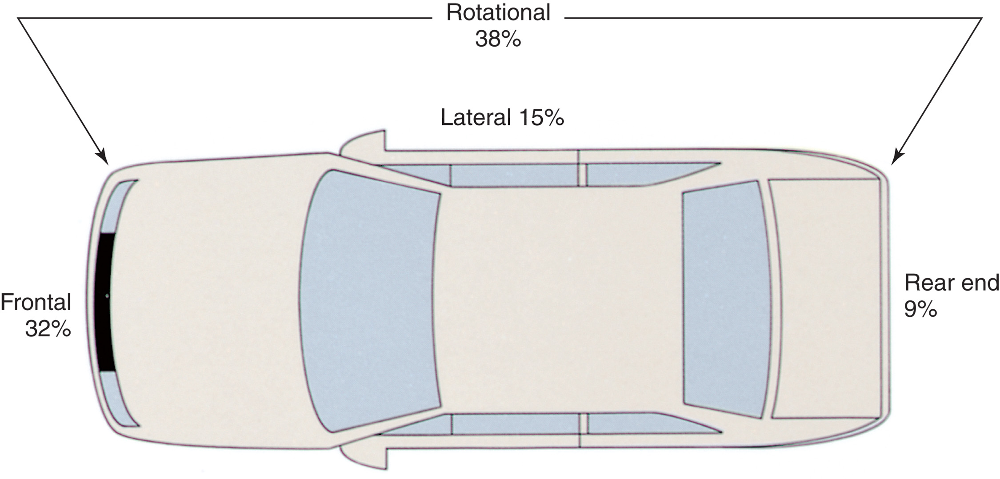 Rotational
38%
Lateral 15%
Frontal
32%
Rear end
9%